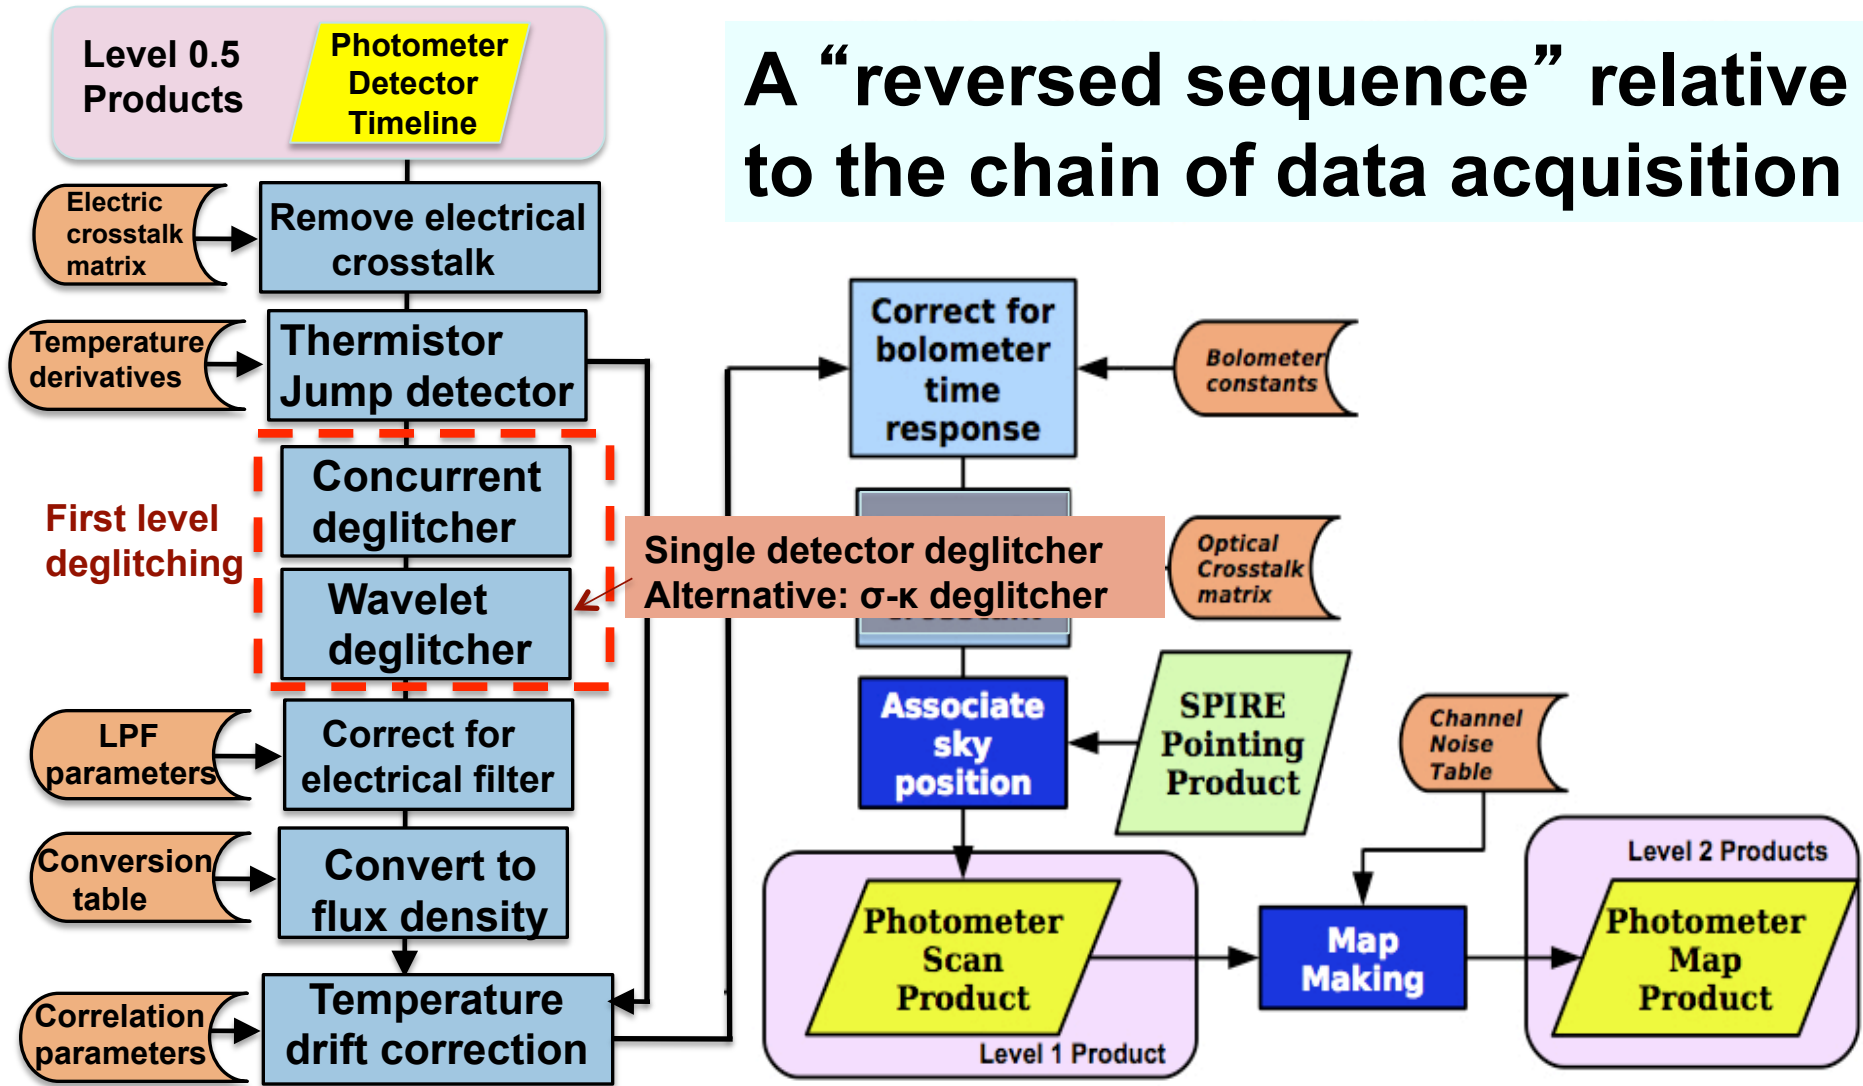 Level 0.5
Products
Photometer
Detector
Timeline
A “reversed sequence” relative
to the chain of data acquisition
Electric
crosstalk
matrix
Remove electrical
crosstalk
Temperature
derivatives
Thermistor
Jump detector
First level
deglitching
Concurrent
deglitcher
Wavelet
deglitcher
Single detector deglitcher
Alternative: σ-κ deglitcher
LPF
parameters
Correct for
electrical filter
Conversion
table
Convert to
flux density
Correlation
parameters
Temperature
drift correction
Correct for
bolometer
time
response
Bolometer
constants
Optical
Crosstalk
matrix
Associate
sky
position
SPIRE
Pointing
Product
Channel
Noise
Table
Photometer
Scan
Product
Level 1 Product
Map
Making
Level 2 Products
Photometer
Map
Product